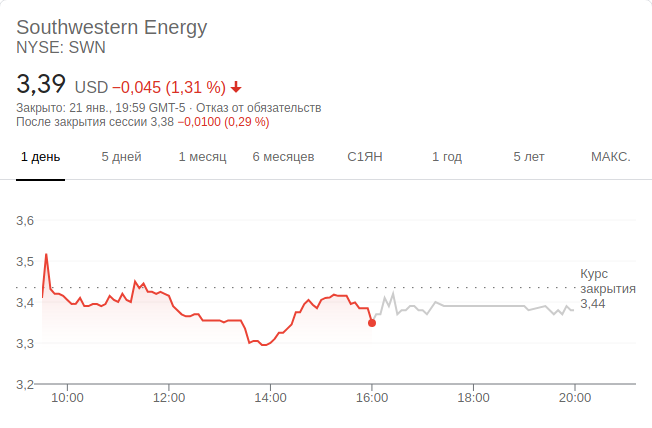 Southwestern Energy
NYSE: SWN
3,39 USD −0,045 (1,31 %)
Закрыто: 21 янв., 19:59 GMT-5 · Отказ от обязательств
После закрытия сессии 3,38 −0,0100 (0,29 %)
1 день 5 дней 1 месяц 6 месяцев С1ЯН 1 год 5 лет МАКС.
3,6
3,5
Курс
закрытия
3,44
3,4
3,3
3,2
10:00 12:00 14:00 16:00 18:00 20:00